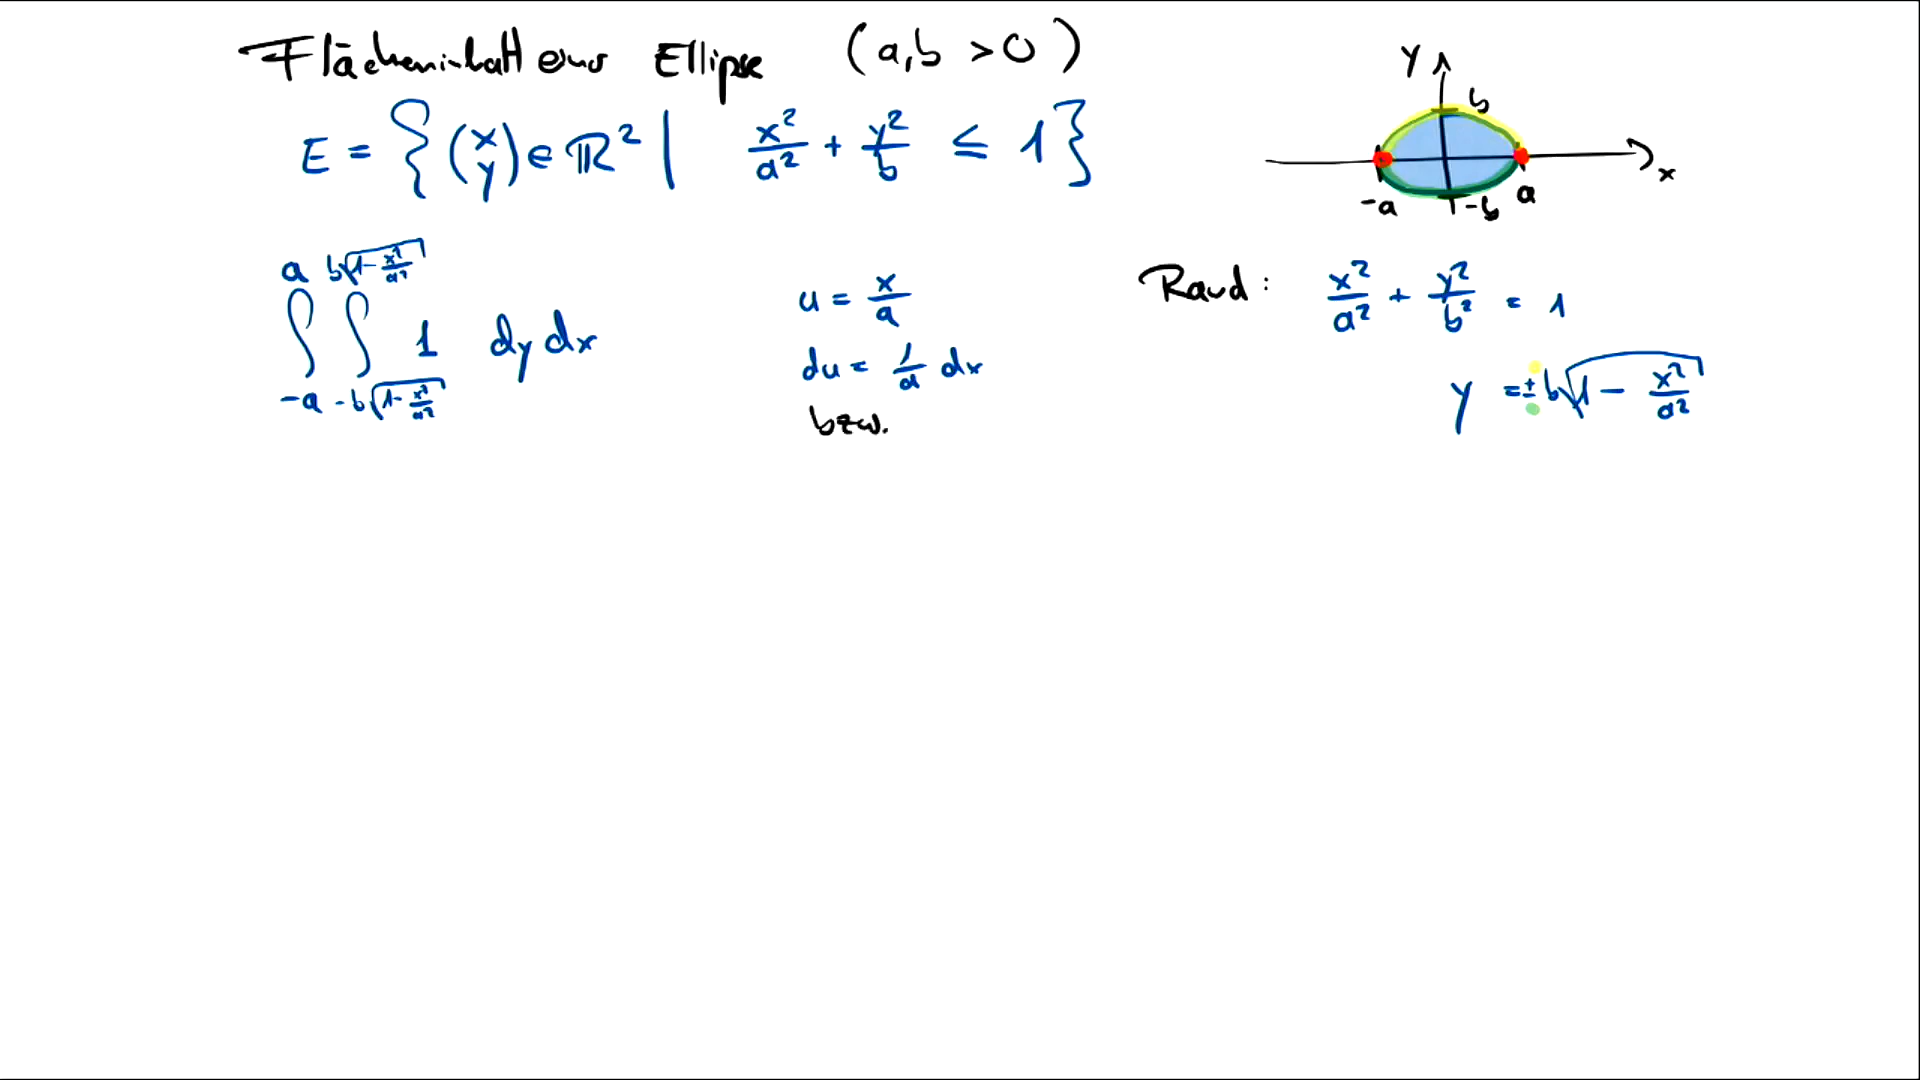 Flächeninhalt einer Ellipse (a,b > 0)
E = { (x y) ∈ ℝ² | x²/a² + y²/b ≤ 1 }
y
b
x
-a
-b
a
∫_{-a}^{a} ∫_{-b√(1-x²/a²)}^{b√(1-x²/a²)} 1 dy dx
u = x/a
du = 1/a dx
bzw.
Rand: x²/a² + y²/b² = 1
y = ± b√(1 - x²/a²)